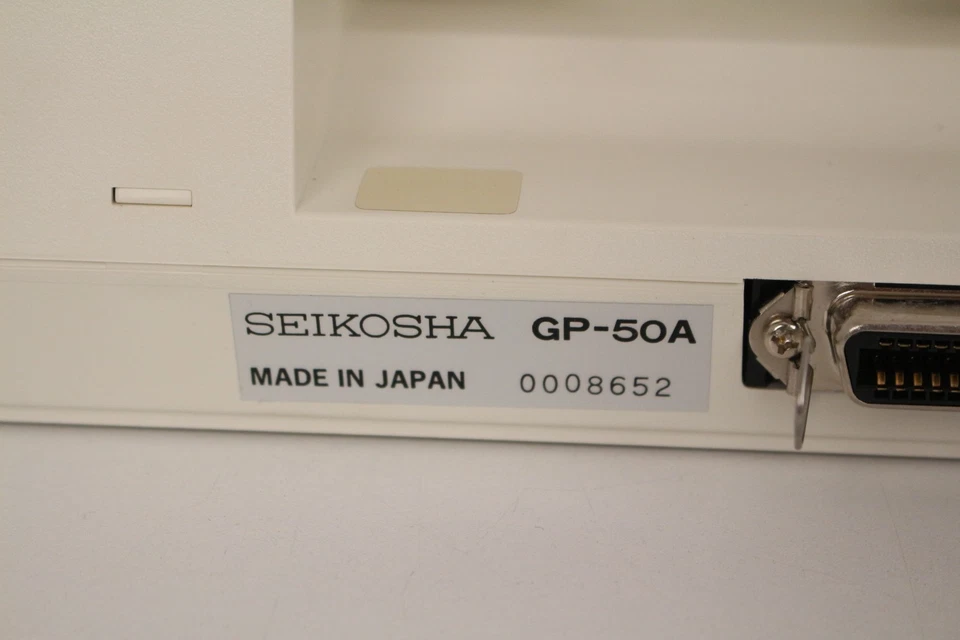 SEIKOSHA GP-50A
MADE IN JAPAN 0008652